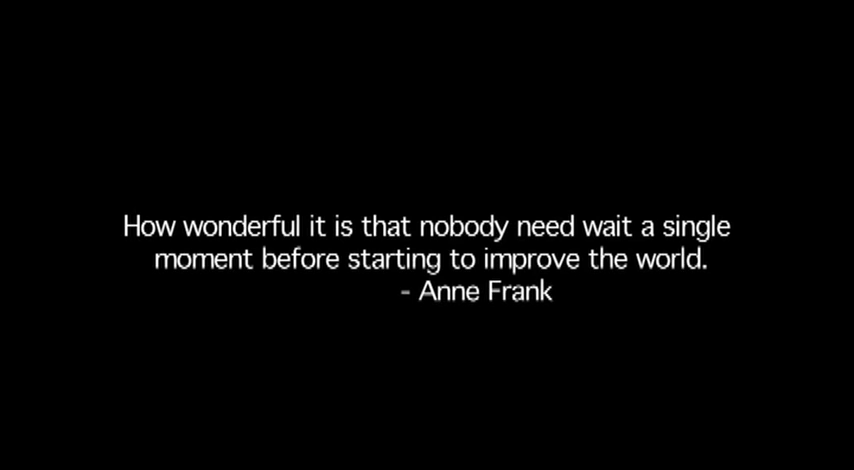 How wonderful it is that nobody need wait a single
moment before starting to improve the world.
- Anne Frank